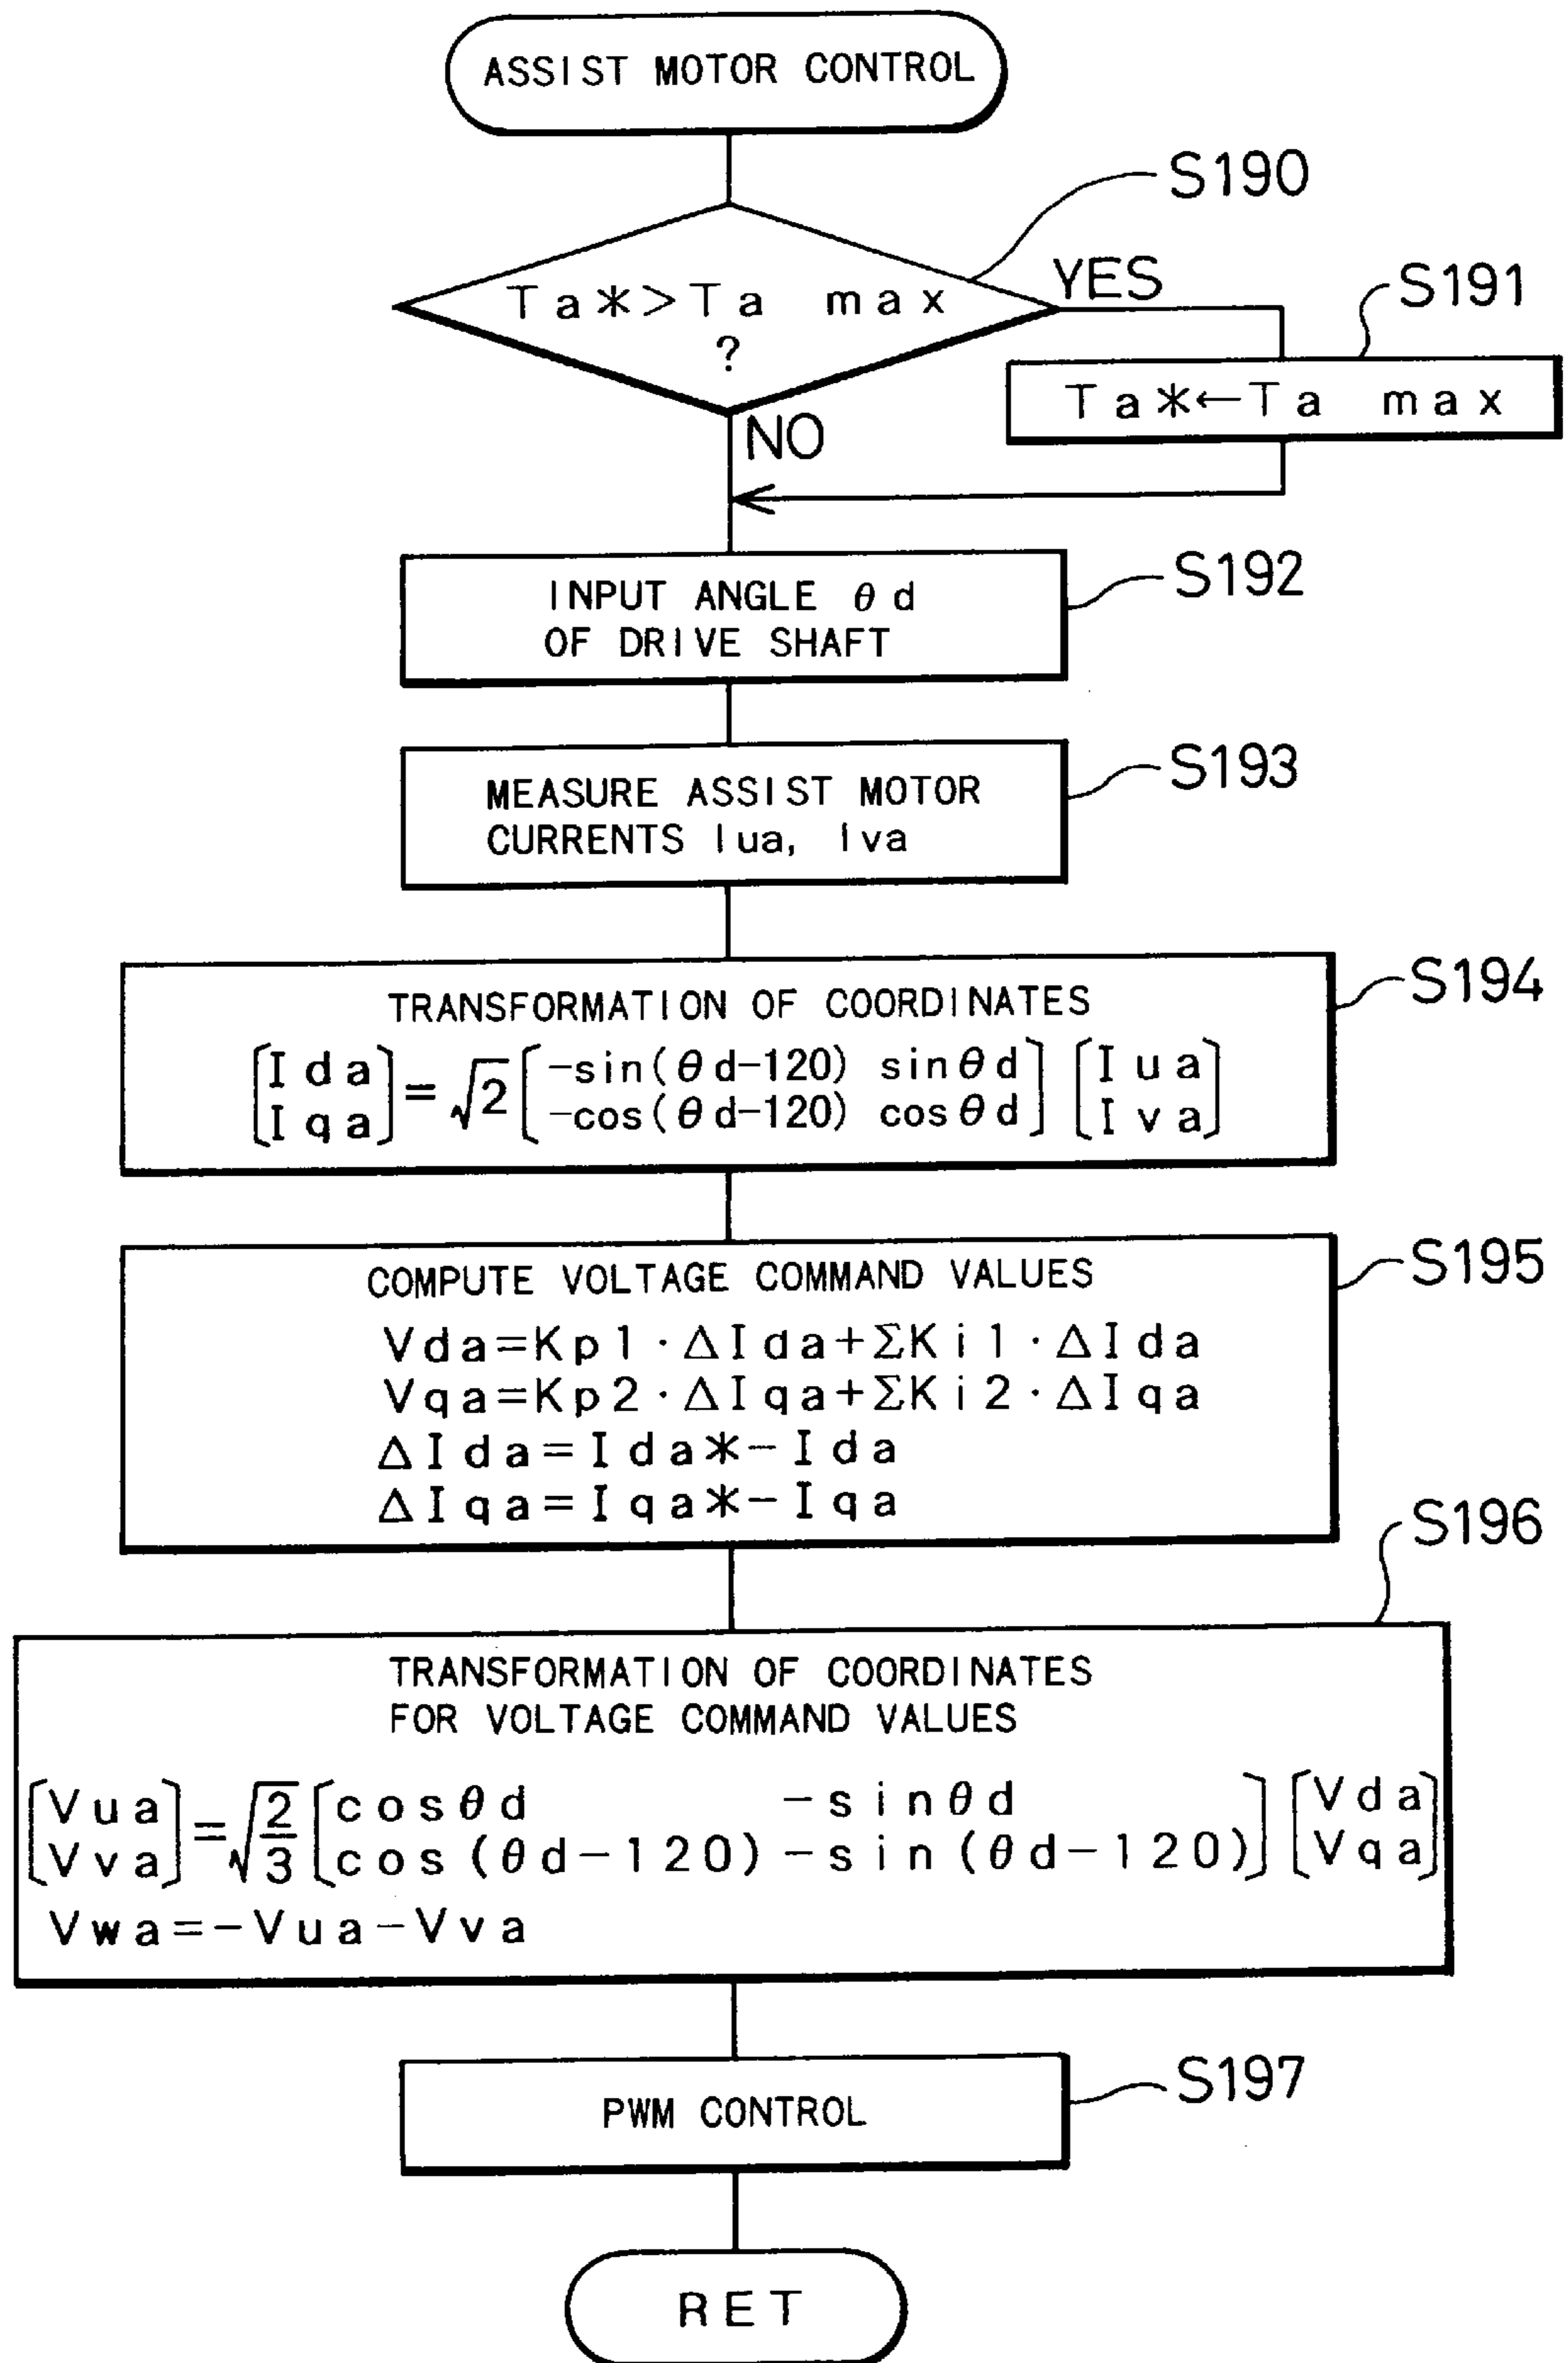 ASSIST MOTOR CONTROL
S190
Ta*>Ta max
?
YES
S191
Ta*←Ta max
NO
INPUT ANGLE θd
OF DRIVE SHAFT
S192
MEASURE ASSIST MOTOR
CURRENTS Iua, Iva
S193
S194
TRANSFORMATION OF COORDINATES
[Ida] = √2 [-sin(θd-120) sinθd] [Iua]
[Iqa] [-cos(θd-120) cosθd] [Iva]
S195
COMPUTE VOLTAGE COMMAND VALUES
Vda=Kp1·ΔIda+ΣKi1·ΔIda
Vqa=Kp2·ΔIqa+ΣKi2·ΔIqa
ΔIda=Ida*-Ida
ΔIqa=Iqa*-Iqa
S196
TRANSFORMATION OF COORDINATES
FOR VOLTAGE COMMAND VALUES
[Vua] = √2/3 [cosθd -sinθd] [Vda]
[Vva] [cos(θd-120) -sin(θd-120)] [Vqa]
Vwa=-Vua-Vva
PWM CONTROL
S197
RET